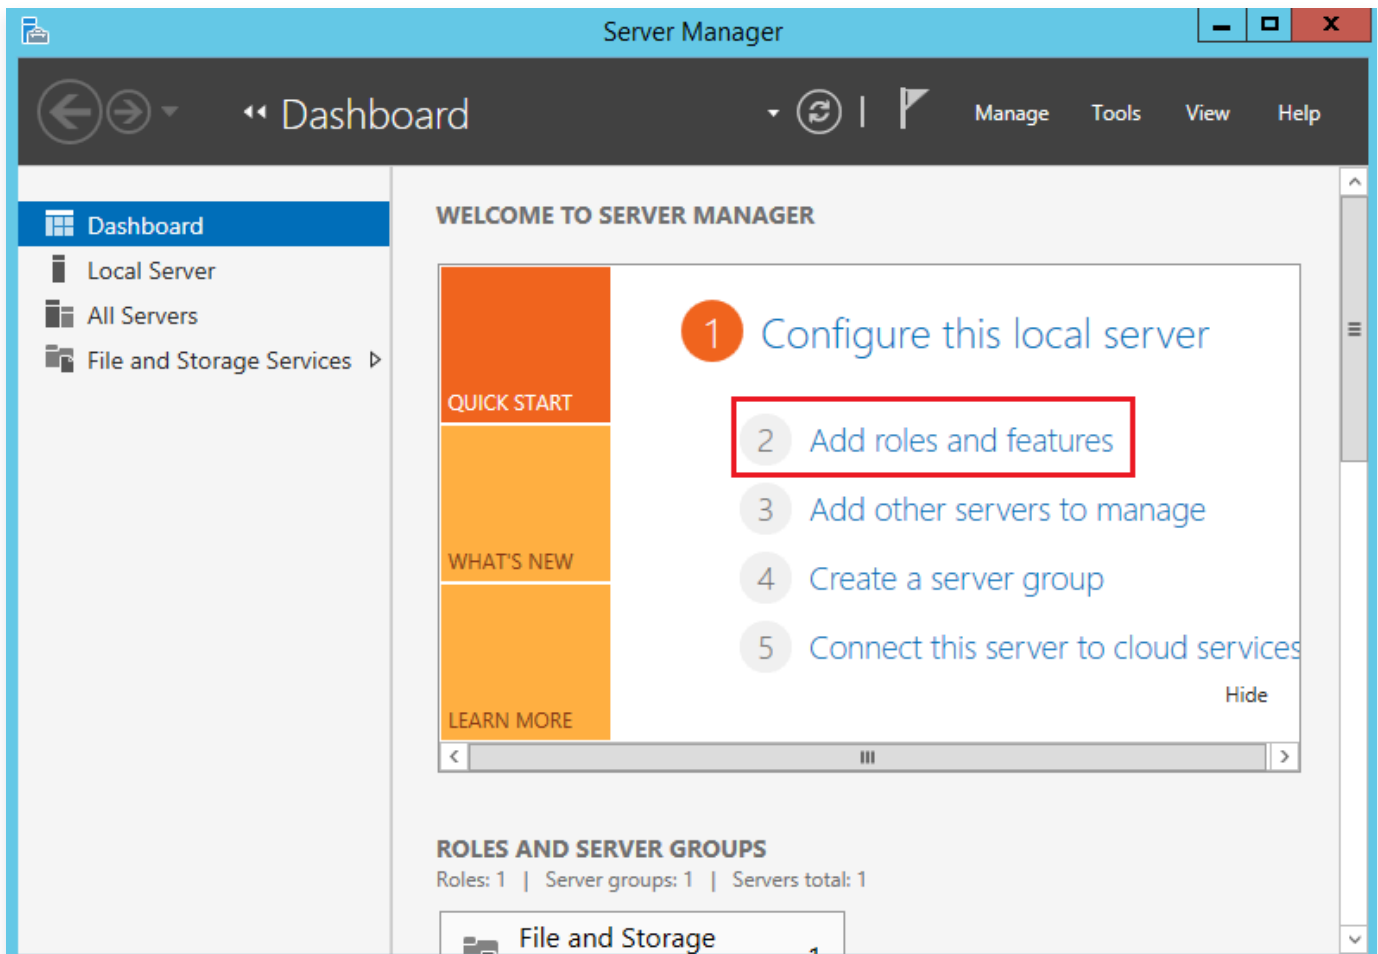 Server Manager
Dashboard
Manage Tools View Help
Dashboard
Local Server
All Servers
File and Storage Services
WELCOME TO SERVER MANAGER
QUICK START
WHAT'S NEW
LEARN MORE
1 Configure this local server
2 Add roles and features
3 Add other servers to manage
4 Create a server group
5 Connect this server to cloud services
Hide
ROLES AND SERVER GROUPS
Roles: 1 | Server groups: 1 | Servers total: 1
File and Storage